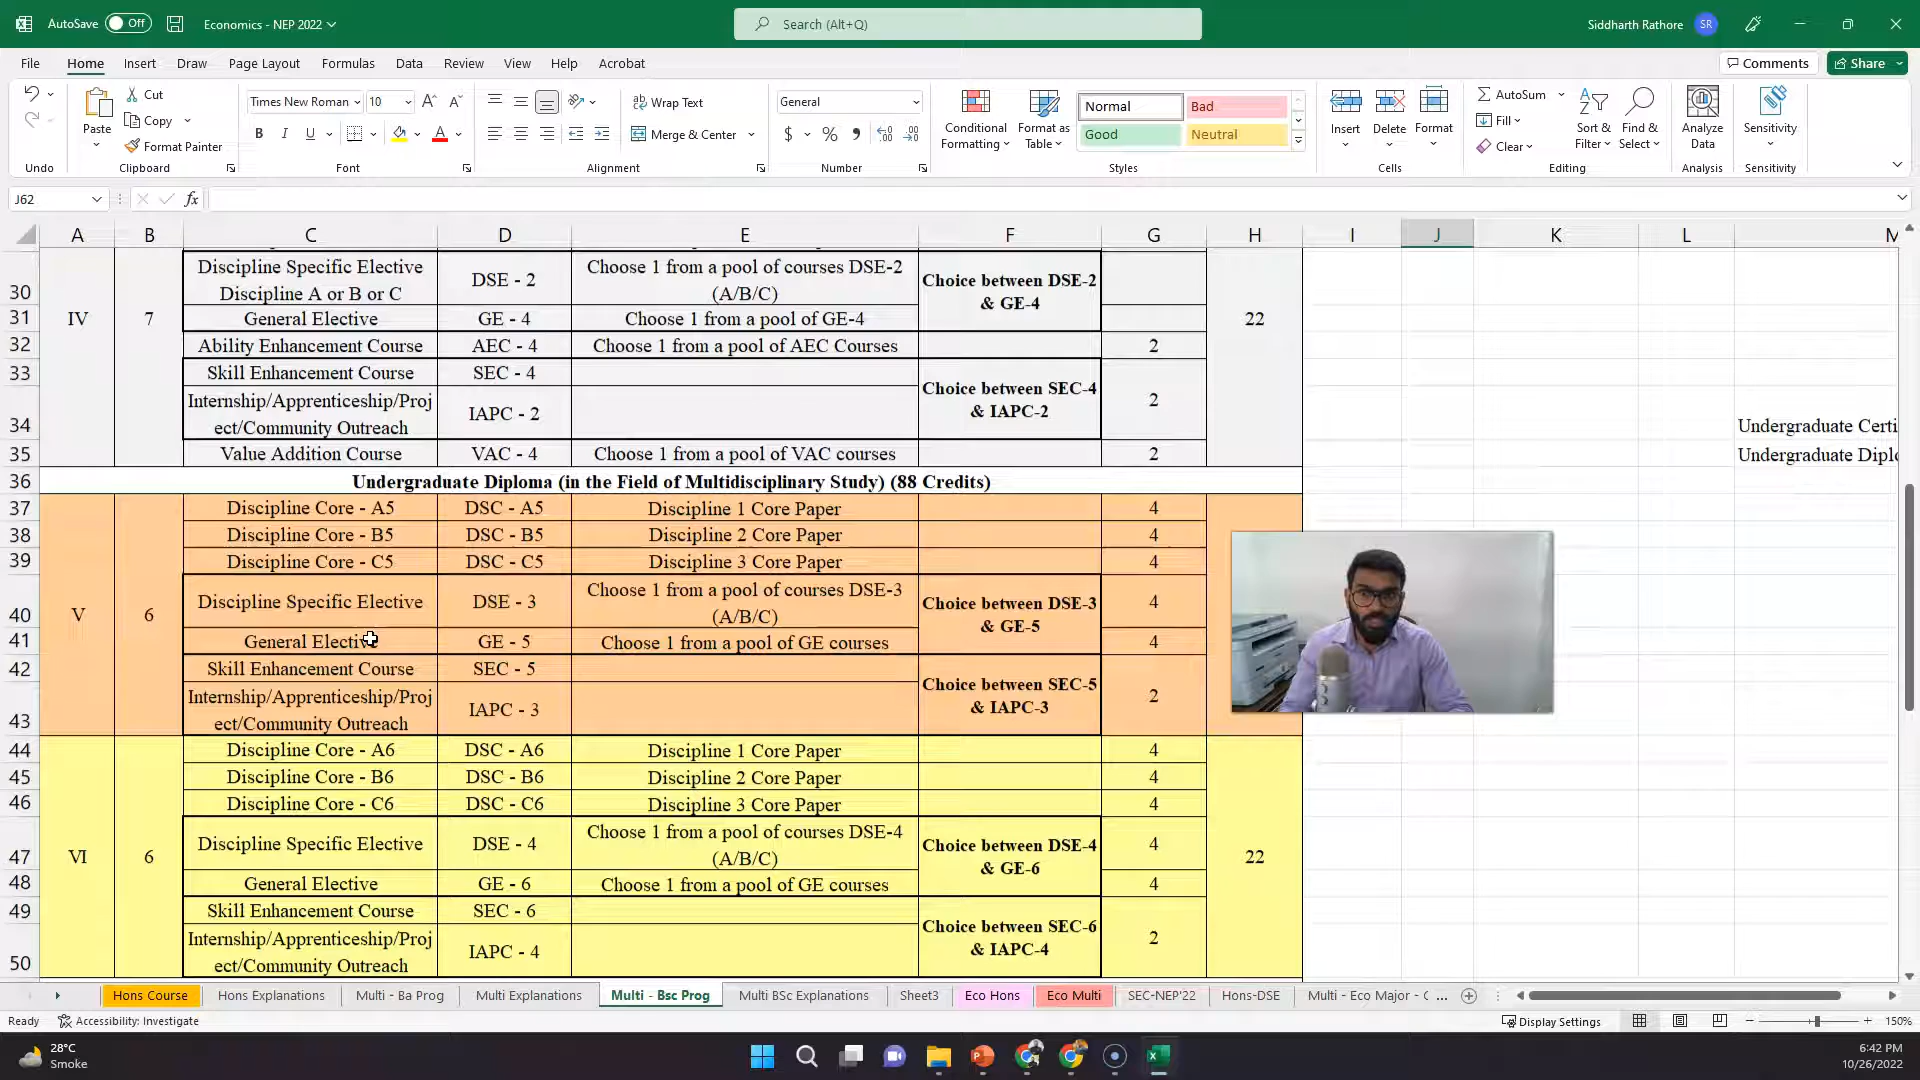 AutoSave Off Economics - NEP 2022 Search (Alt+Q) Siddharth Rathore SR
File Home Insert Draw Page Layout Formulas Data Review View Help Acrobat Comments Share
Paste Cut Copy Format Painter
Times New Roman 10 B I U A
Wrap Text Merge & Center
General $ %
Conditional Formatting Format as Table
Normal Bad Good Neutral
Insert Delete Format
AutoSum Fill Clear
Sort & Filter Find & Select
Analyze Data
Sensitivity
Undo Clipboard Font Alignment Number Styles Cells Editing Analysis Sensitivity
J62 fx
A B C D E F G H I J K L M
30 Discipline Specific Elective Discipline A or B or C DSE - 2 Choose 1 from a pool of courses DSE-2 (A/B/C) Choice between DSE-2 & GE-4
31 IV 7 General Elective GE - 4 Choose 1 from a pool of GE-4 22
32 Ability Enhancement Course AEC - 4 Choose 1 from a pool of AEC Courses 2
33 Skill Enhancement Course SEC - 4 Choice between SEC-4 & IAPC-2 2
34 Internship/Apprenticeship/Project/Community Outreach IAPC - 2 Undergraduate Certi
35 Value Addition Course VAC - 4 Choose 1 from a pool of VAC courses 2
36 Undergraduate Diploma (in the Field of Multidisciplinary Study) (88 Credits)
37 Discipline Core - A5 DSC - A5 Discipline 1 Core Paper 4
38 Discipline Core - B5 DSC - B5 Discipline 2 Core Paper 4
39 Discipline Core - C5 DSC - C5 Discipline 3 Core Paper 4
40 V 6 Discipline Specific Elective DSE - 3 Choose 1 from a pool of courses DSE-3 (A/B/C) Choice between DSE-3 & GE-5 4
41 General Elective GE - 5 Choose 1 from a pool of GE courses 4
42 Skill Enhancement Course SEC - 5 Choice between SEC-5 & IAPC-3 2
43 Internship/Apprenticeship/Project/Community Outreach IAPC - 3
44 Discipline Core - A6 DSC - A6 Discipline 1 Core Paper 4
45 Discipline Core - B6 DSC - B6 Discipline 2 Core Paper 4
46 Discipline Core - C6 DSC - C6 Discipline 3 Core Paper 4
47 VI 6 Discipline Specific Elective DSE - 4 Choose 1 from a pool of courses DSE-4 (A/B/C) Choice between DSE-4 & GE-6 4 22
48 General Elective GE - 6 Choose 1 from a pool of GE courses 4
49 Skill Enhancement Course SEC - 6 Choice between SEC-6 & IAPC-4 2
50 Internship/Apprenticeship/Project/Community Outreach IAPC - 4
Hons Course Hons Explanations Multi - Ba Prog Multi Explanations Multi - Bsc Prog Multi BSc Explanations Sheet3 Eco Hons Eco Multi SEC-NEP'22 Hons-DSE Multi - Eco Major - C ...
Ready Accessibility: Investigate Display Settings 150%
28°C
Smoke
6:42 PM
10/26/2022